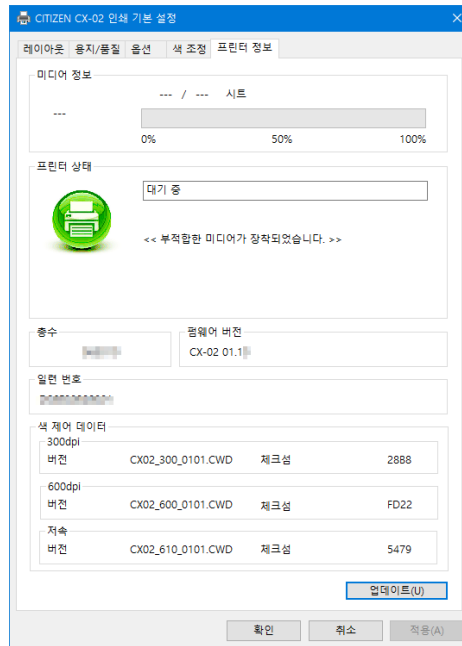 CITIZEN CX-02 인쇄 기본 설정
레이아웃 용지/품질 옵션 색 조정 프린터 정보
미디어 정보
--- / --- 시트
---
0% 50% 100%
프린터 상태
대기 중
<< 부적합한 미디어가 장착되었습니다. >>
총수
펌웨어 버전
CX-02 01.1
일련 번호
색 제어 데이터
300dpi
버전 CX02_300_0101.CWD 체크섬 28B8
600dpi
버전 CX02_600_0101.CWD 체크섬 FD22
저속
버전 CX02_610_0101.CWD 체크섬 5479
업데이트(U)
확인 취소 적용(A)